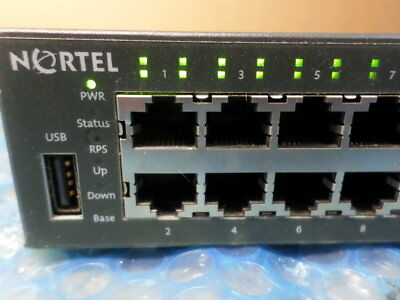 NORTEL
1 3 5 7
PWR
Status
USB
RPS
Up
Down
Base
2 4 6 8